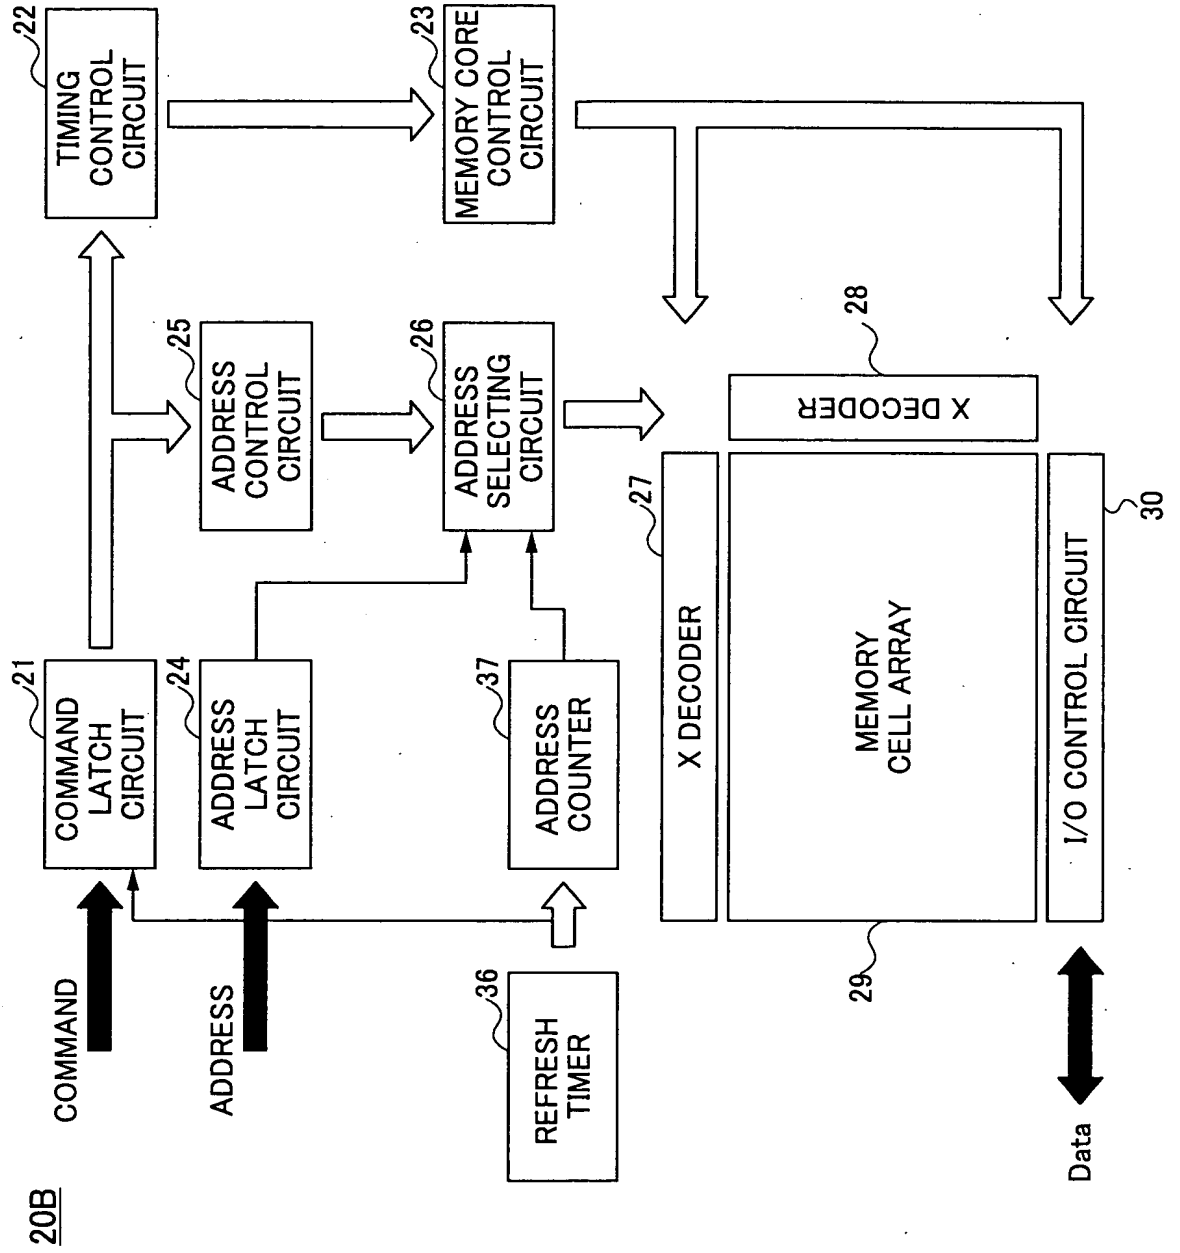 20B
COMMAND
ADDRESS
21
COMMAND
LATCH
CIRCUIT
22
TIMING
CONTROL
CIRCUIT
24
ADDRESS
LATCH
CIRCUIT
25
ADDRESS
CONTROL
CIRCUIT
23
MEMORY CORE
CONTROL
CIRCUIT
26
ADDRESS
SELECTING
CIRCUIT
36
REFRESH
TIMER
37
ADDRESS
COUNTER
27
X DECODER
28
X DECODER
29
MEMORY
CELL ARRAY
30
I/O CONTROL CIRCUIT
Data